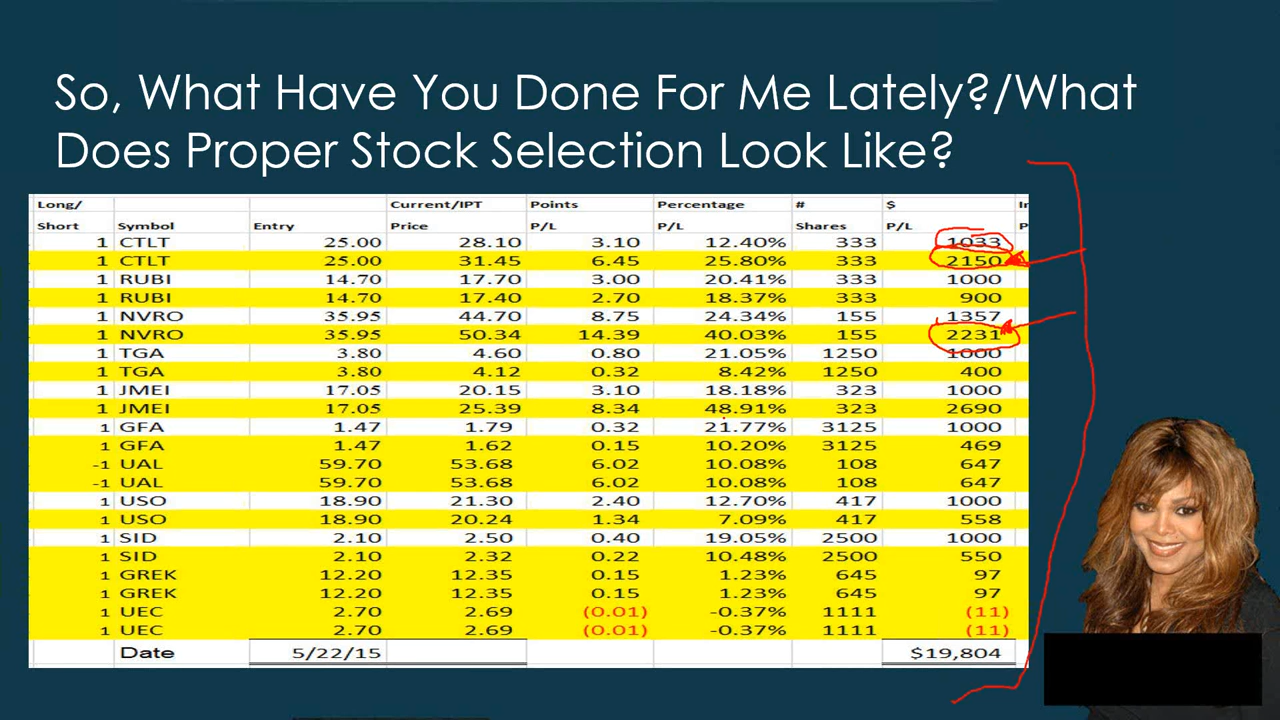 So, What Have You Done For Me Lately?/What
Does Proper Stock Selection Look Like?
Long/ Current/IPT Points Percentage # $
Short Symbol Entry Price P/L P/L Shares P/L P
1 CTLT 25.00 28.10 3.10 12.40% 333 1033
1 CTLT 25.00 31.45 6.45 25.80% 333 2150
1 RUBI 14.70 17.70 3.00 20.41% 333 1000
1 RUBI 14.70 17.40 2.70 18.37% 333 900
1 NVRO 35.95 44.70 8.75 24.34% 155 1357
1 NVRO 35.95 50.34 14.39 40.03% 155 2231
1 TGA 3.80 4.60 0.80 21.05% 1250 1000
1 TGA 3.80 4.12 0.32 8.42% 1250 400
1 JMEI 17.05 20.15 3.10 18.18% 323 1000
1 JMEI 17.05 25.39 8.34 48.91% 323 2690
1 GFA 1.47 1.79 0.32 21.77% 3125 1000
1 GFA 1.47 1.62 0.15 10.20% 3125 469
-1 UAL 59.70 53.68 6.02 10.08% 108 647
-1 UAL 59.70 53.68 6.02 10.08% 108 647
1 USO 18.90 21.30 2.40 12.70% 417 1000
1 USO 18.90 20.24 1.34 7.09% 417 558
1 SID 2.10 2.50 0.40 19.05% 2500 1000
1 SID 2.10 2.32 0.22 10.48% 2500 550
1 GREK 12.20 12.35 0.15 1.23% 645 97
1 GREK 12.20 12.35 0.15 1.23% 645 97
1 UEC 2.70 2.69 (0.01) -0.37% 1111 (11)
1 UEC 2.70 2.69 (0.01) -0.37% 1111 (11)
Date 5/22/15 $19,804